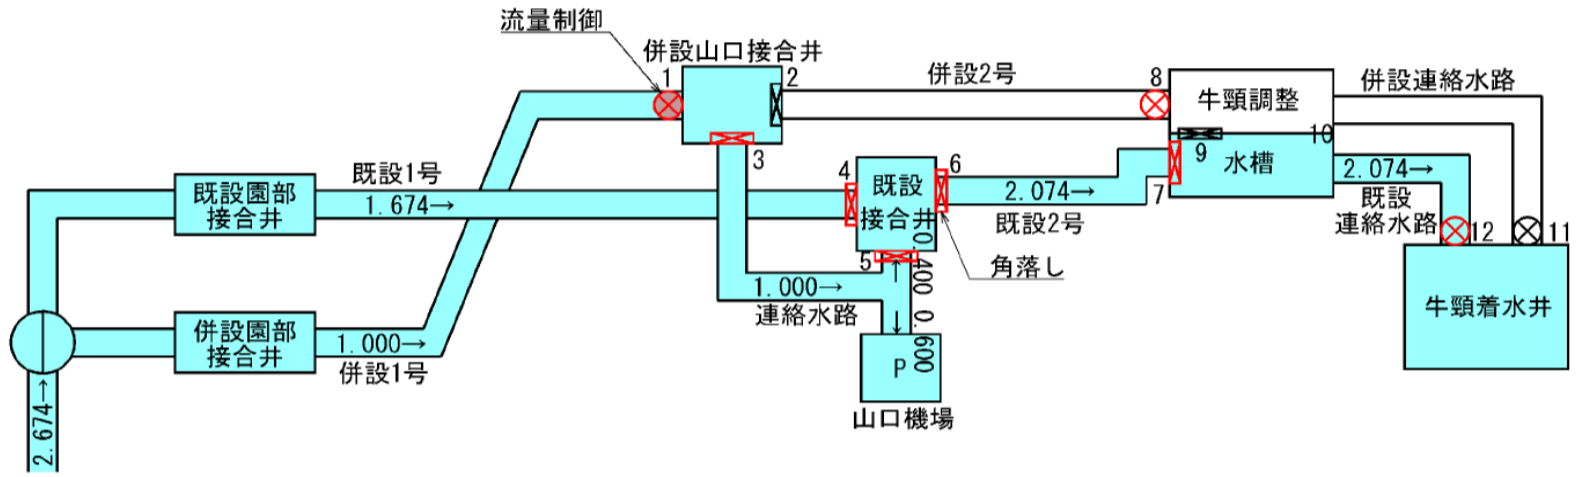 流量制御
併設山口接合井
1
2
併設2号
8
牛頸調整
併設連絡水路
10
9
水槽
3
既設1号
4
既設
接合井
6
7
2.074→
既設
連絡水路
既設園部
接合井
1.674→
2.074→
既設2号
12
11
5
0.400
角落し
1.000→
連絡水路
牛頸着水井
併設園部
接合井
1.000→
併設1号
0.600
P
山口機場
2.674→